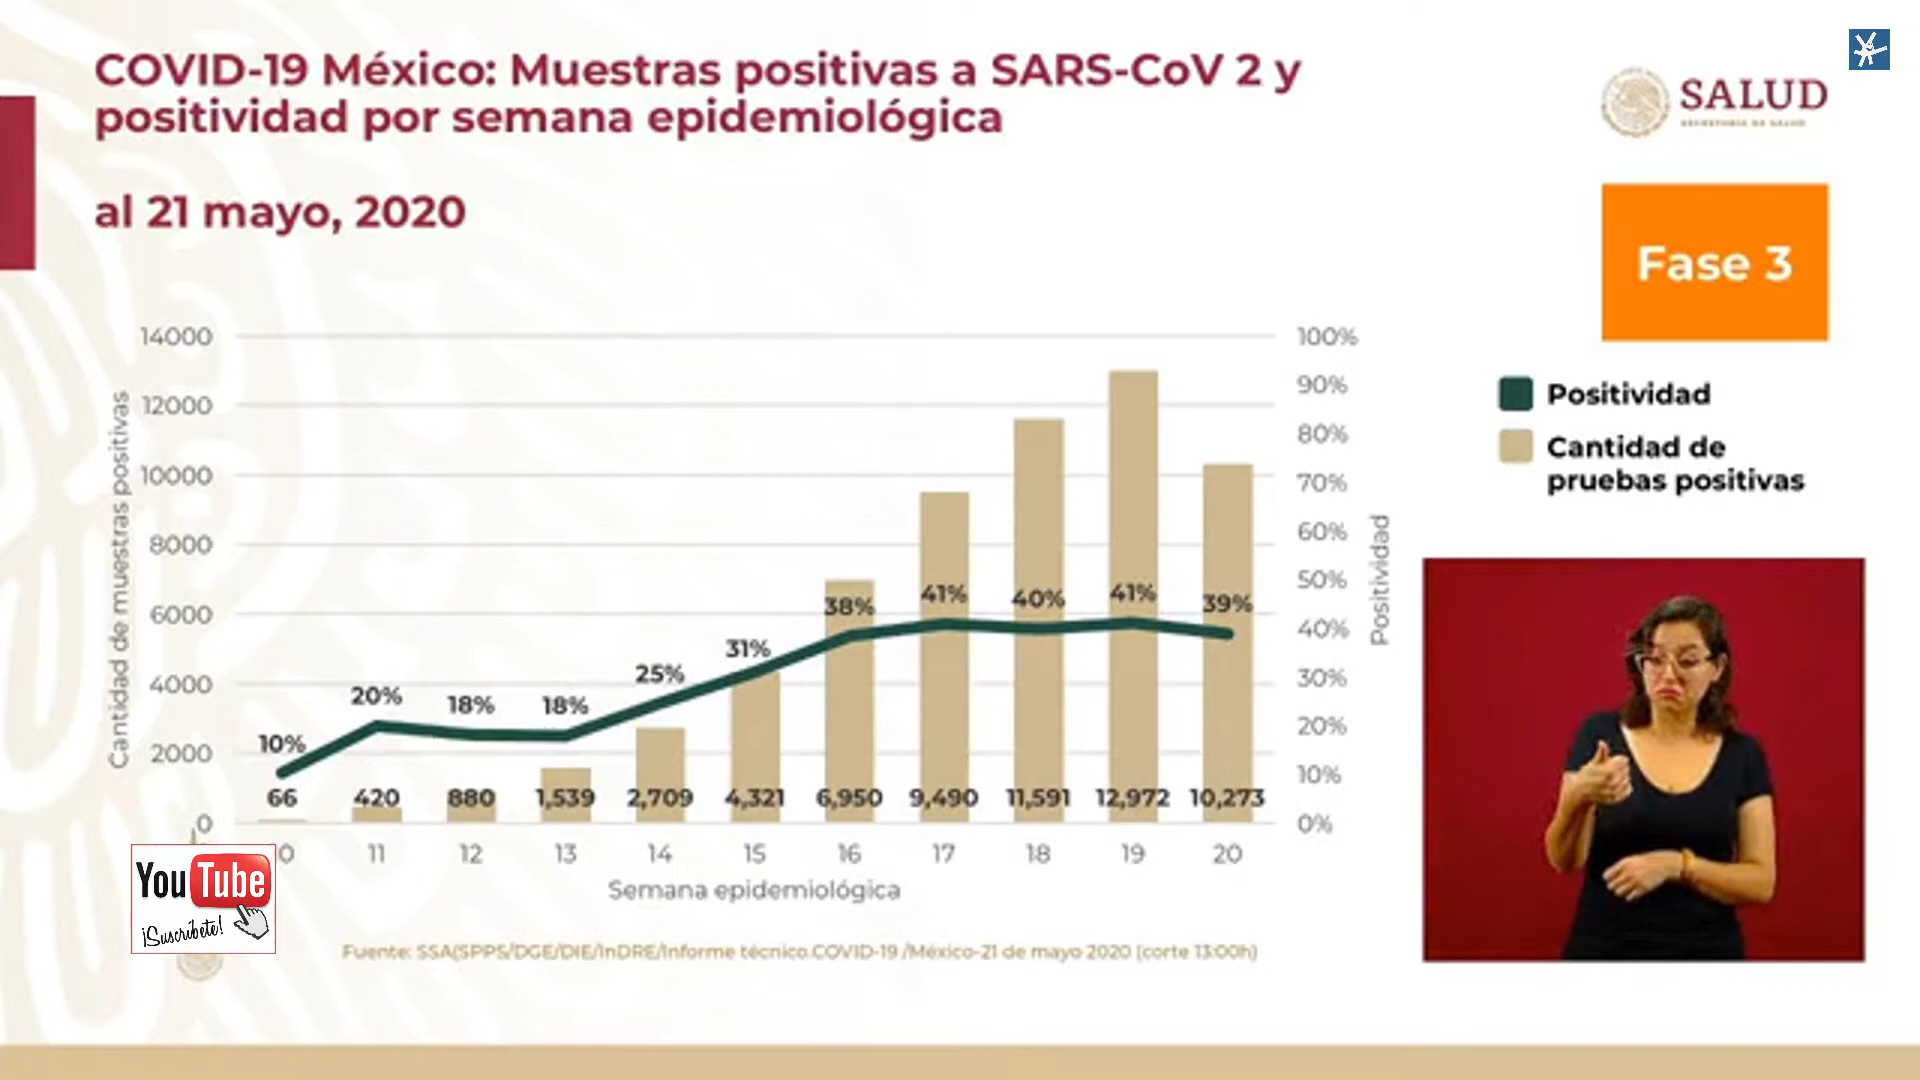 COVID-19 México: Muestras positivas a SARS-CoV 2 y
positividad por semana epidemiológica
al 21 mayo, 2020
SALUD
SECRETARÍA DE SALUD
Fase 3
Positividad
Cantidad de
pruebas positivas
Cantidad de muestras positivas
14000
12000
10000
8000
6000
4000
2000
0
100%
90%
80%
70%
60%
50%
40%
30%
20%
10%
0%
Positividad
10% 20% 18% 18% 25% 31% 38% 41% 40% 41% 39%
66 420 880 1,539 2,709 4,321 6,950 9,490 11,591 12,972 10,273
0 11 12 13 14 15 16 17 18 19 20
Semana epidemiológica
YouTube
¡Suscríbete!
Fuente: SSA(SPPS/DGE/DIE/InDRE/Informe técnico.COVID-19 /México-21 de mayo 2020 (corte 13:00h)